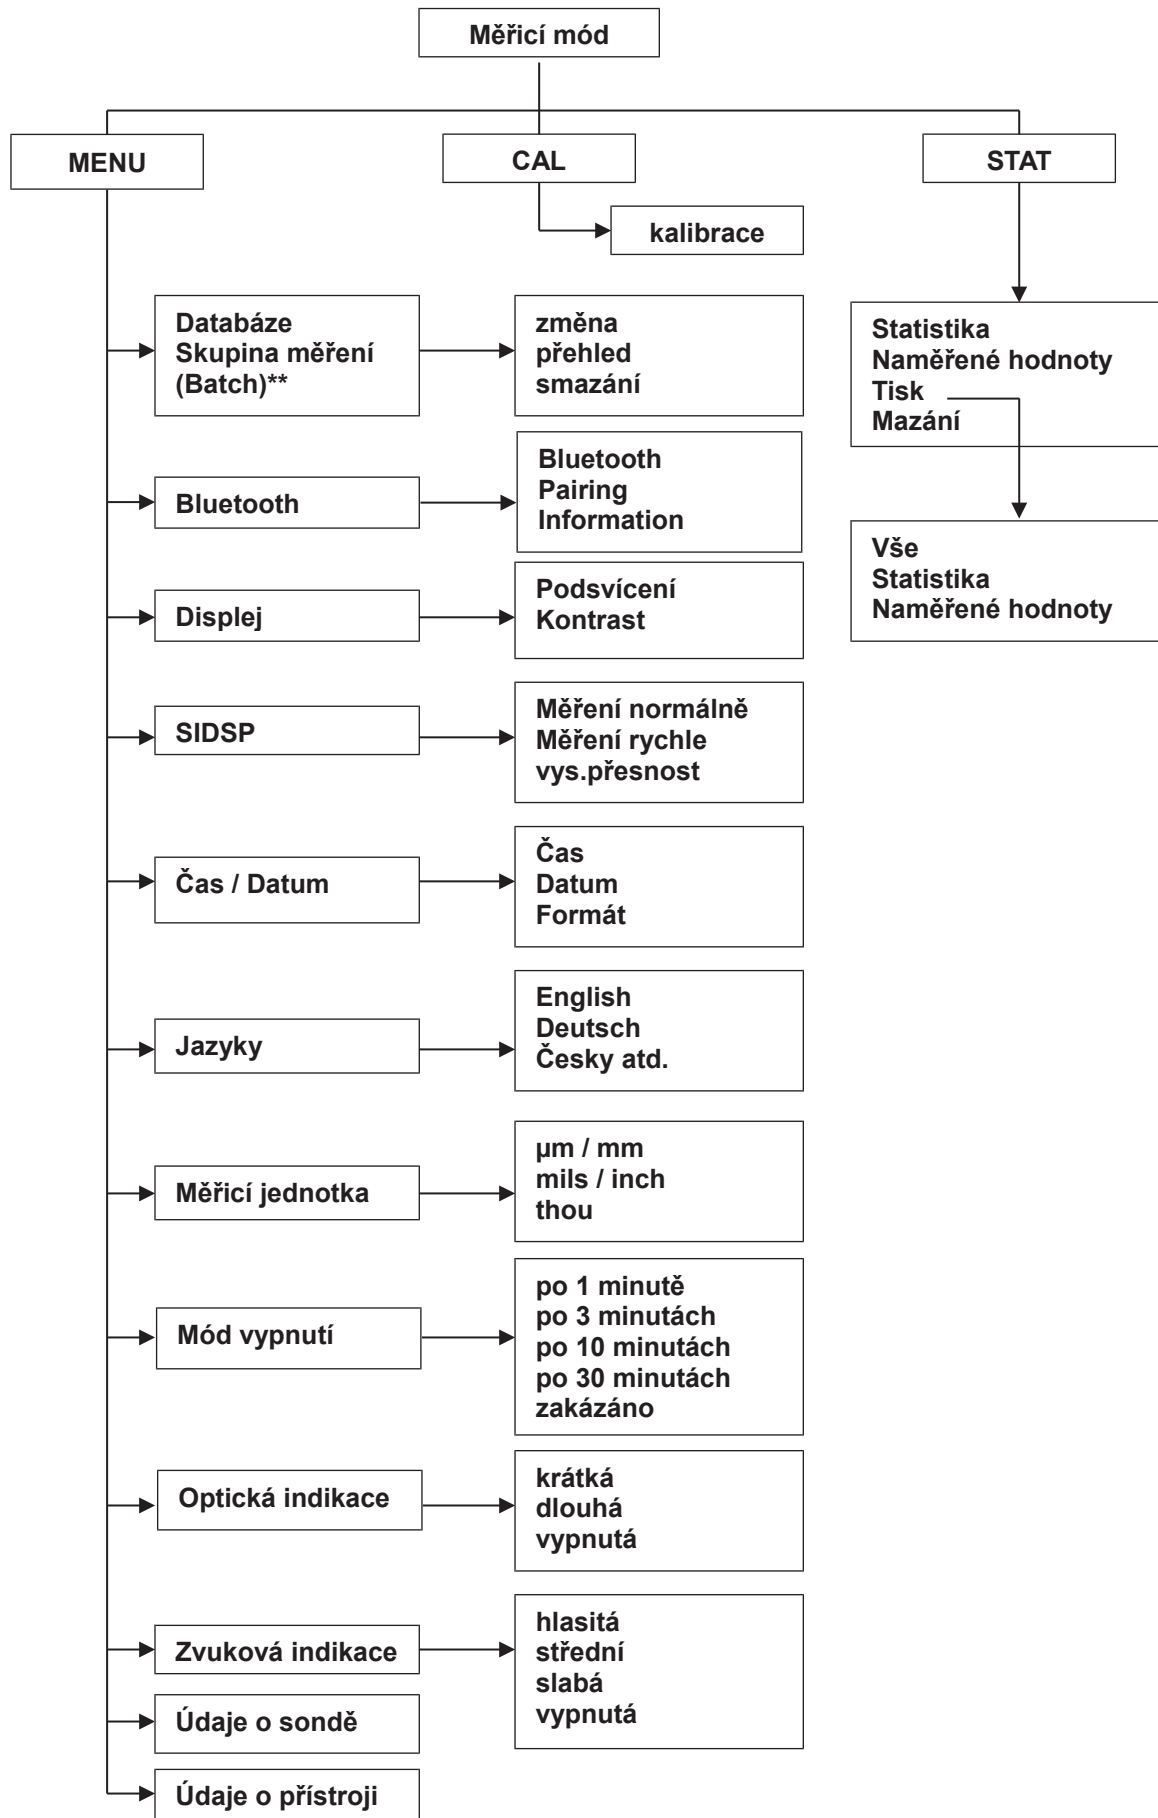 Měřicí mód
MENU
CAL
STAT
kalibrace
Databáze
Skupina měření
(Batch)**
změna
přehled
smazání
Statistika
Naměřené hodnoty
Tisk
Mazání
Bluetooth
Bluetooth
Pairing
Information
Vše
Statistika
Naměřené hodnoty
Displej
Podsvícení
Kontrast
SIDSP
Měření normálně
Měření rychle
vys.přesnost
Čas / Datum
Čas
Datum
Formát
Jazyky
English
Deutsch
Česky atd.
Měřicí jednotka
µm / mm
mils / inch
thou
Mód vypnutí
po 1 minutě
po 3 minutách
po 10 minutách
po 30 minutách
zakázáno
Optická indikace
krátká
dlouhá
vypnutá
Zvuková indikace
hlasitá
střední
slabá
vypnutá
Údaje o sondě
Údaje o přístroji